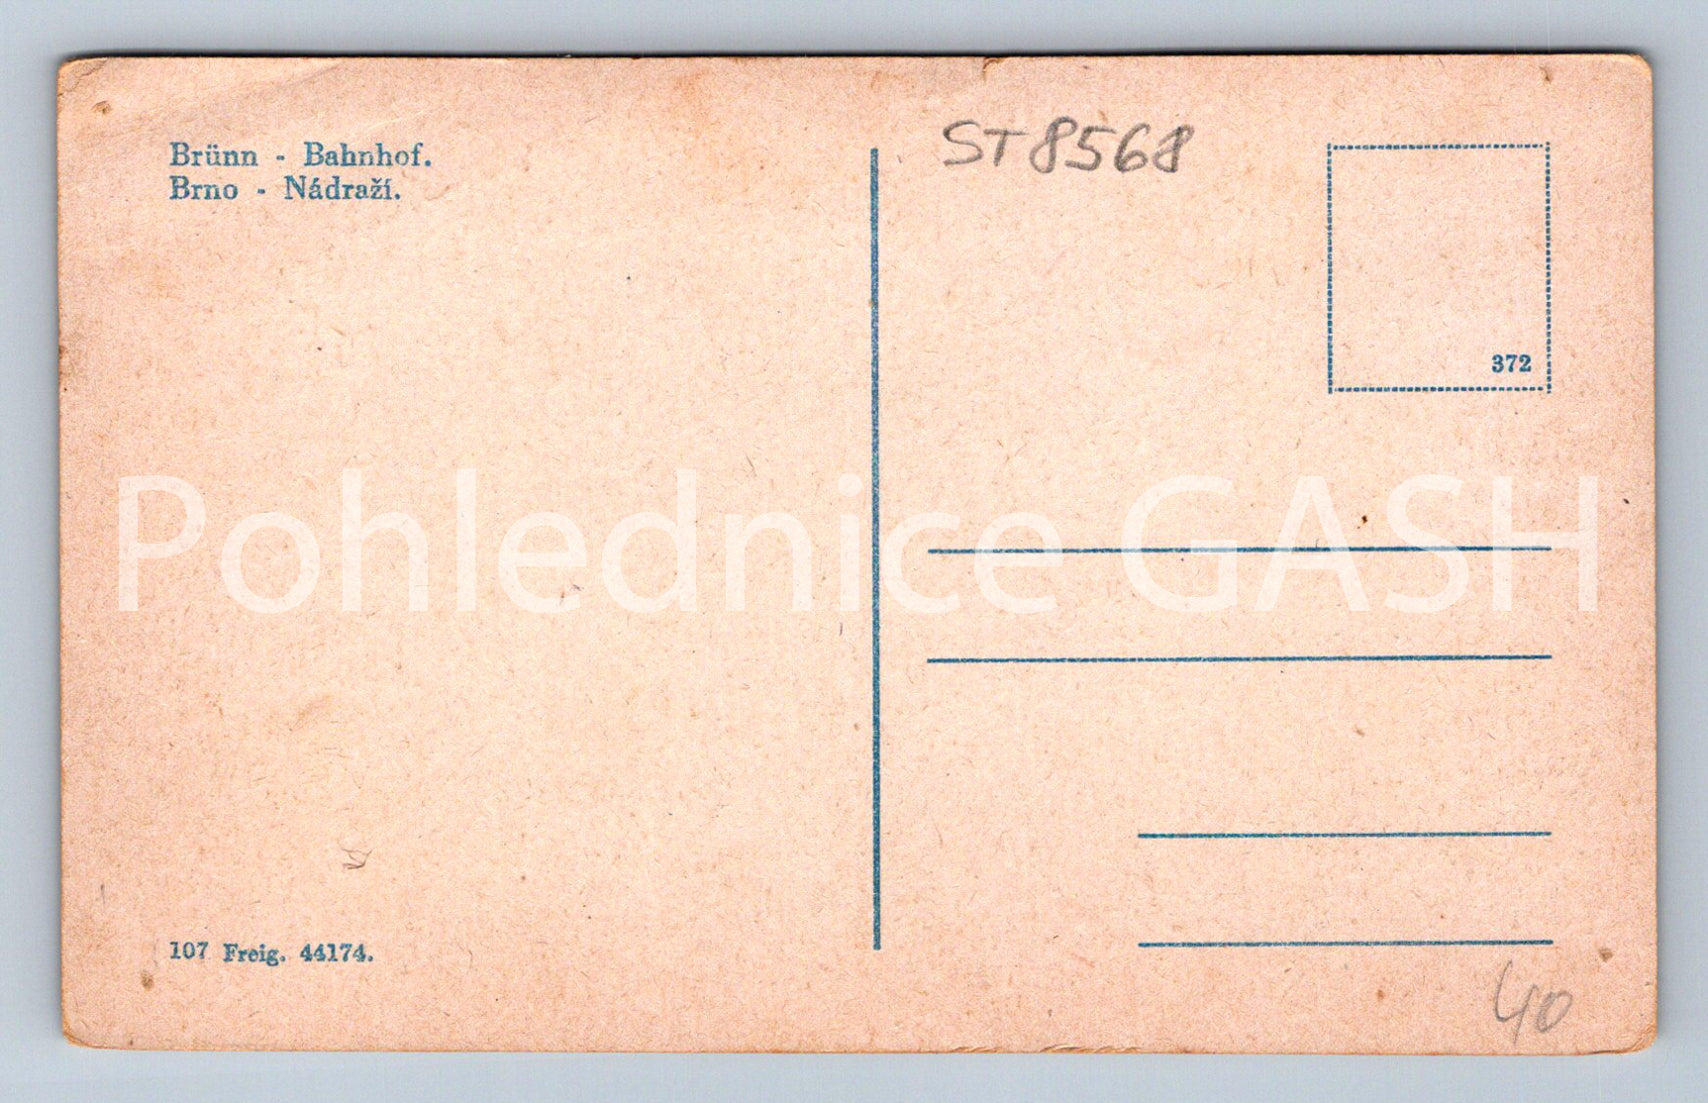 Brünn - Bahnhof.
Brno - Nádraží.
ST8568
372
Pohlednice GASH
107 Freig. 44174.
40